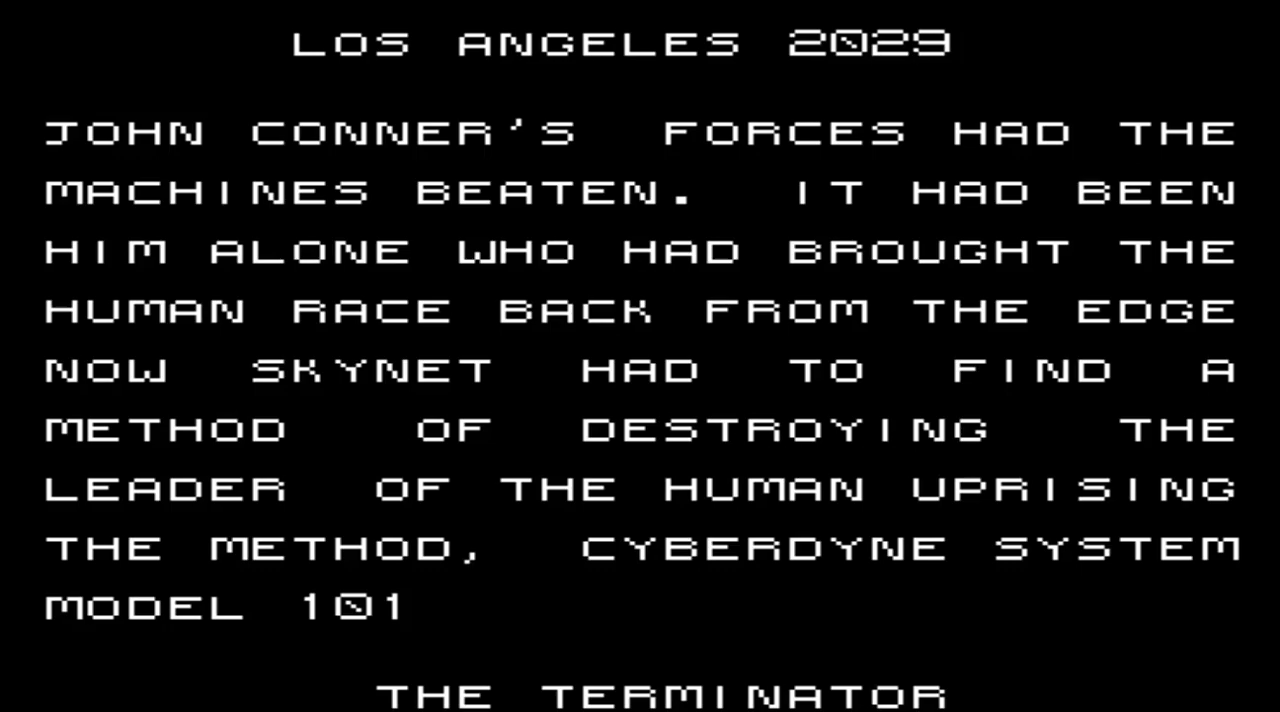 LOS ANGELES 2029
JOHN CONNER'S FORCES HAD THE
MACHINES BEATEN. IT HAD BEEN
HIM ALONE WHO HAD BROUGHT THE
HUMAN RACE BACK FROM THE EDGE
NOW SKYNET HAD TO FIND A
METHOD OF DESTROYING THE
LEADER OF THE HUMAN UPRISING
THE METHOD, CYBERDYNE SYSTEM
MODEL 101
THE TERMINATOR